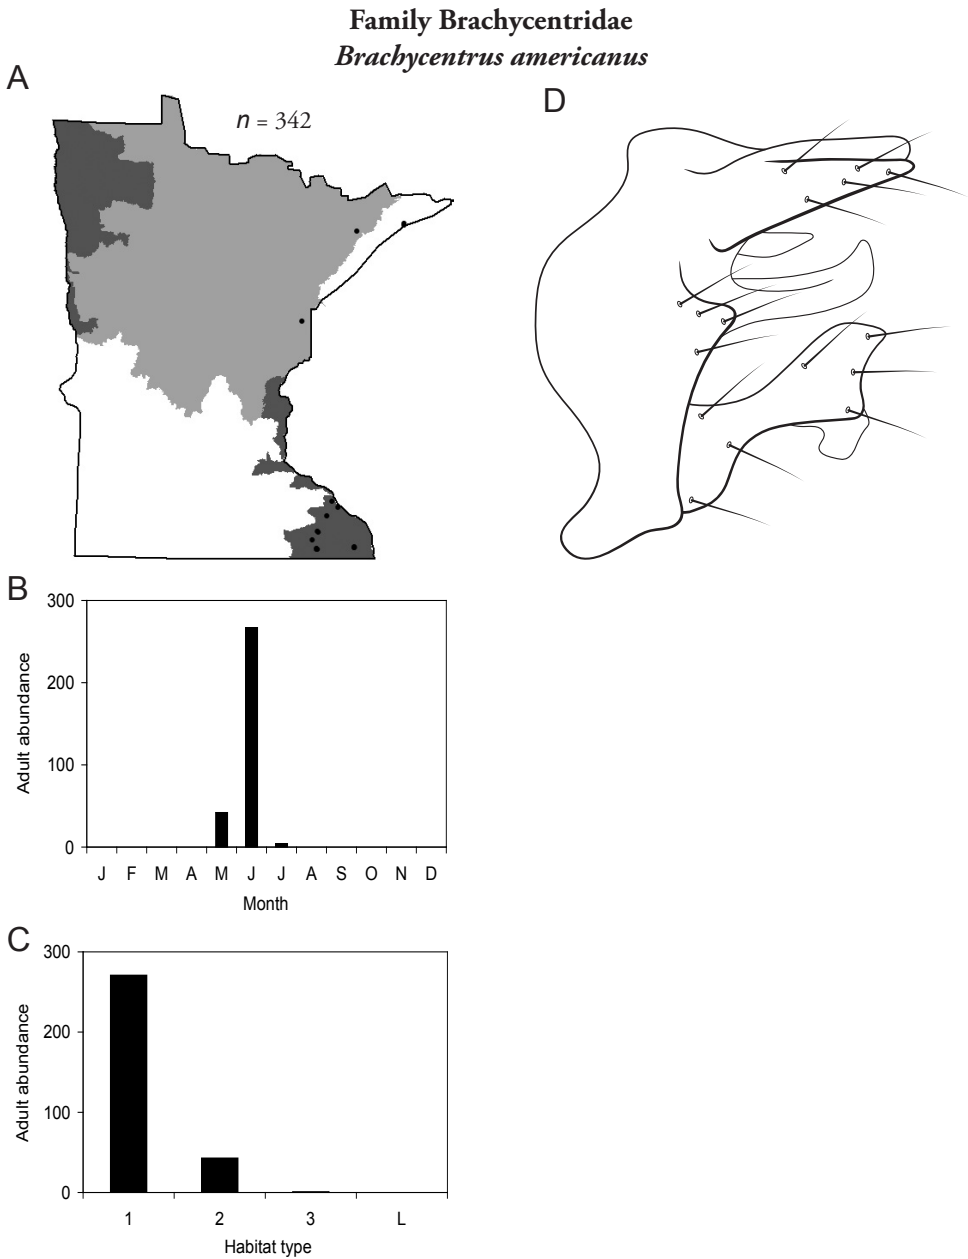 Family Brachycentridae
Brachycentrus americanus
A
n = 342
D
B
300
200
100
0
Adult abundance
J F M A M J J A S O N D
Month
C
300
200
100
0
Adult abundance
1 2 3 L
Habitat type